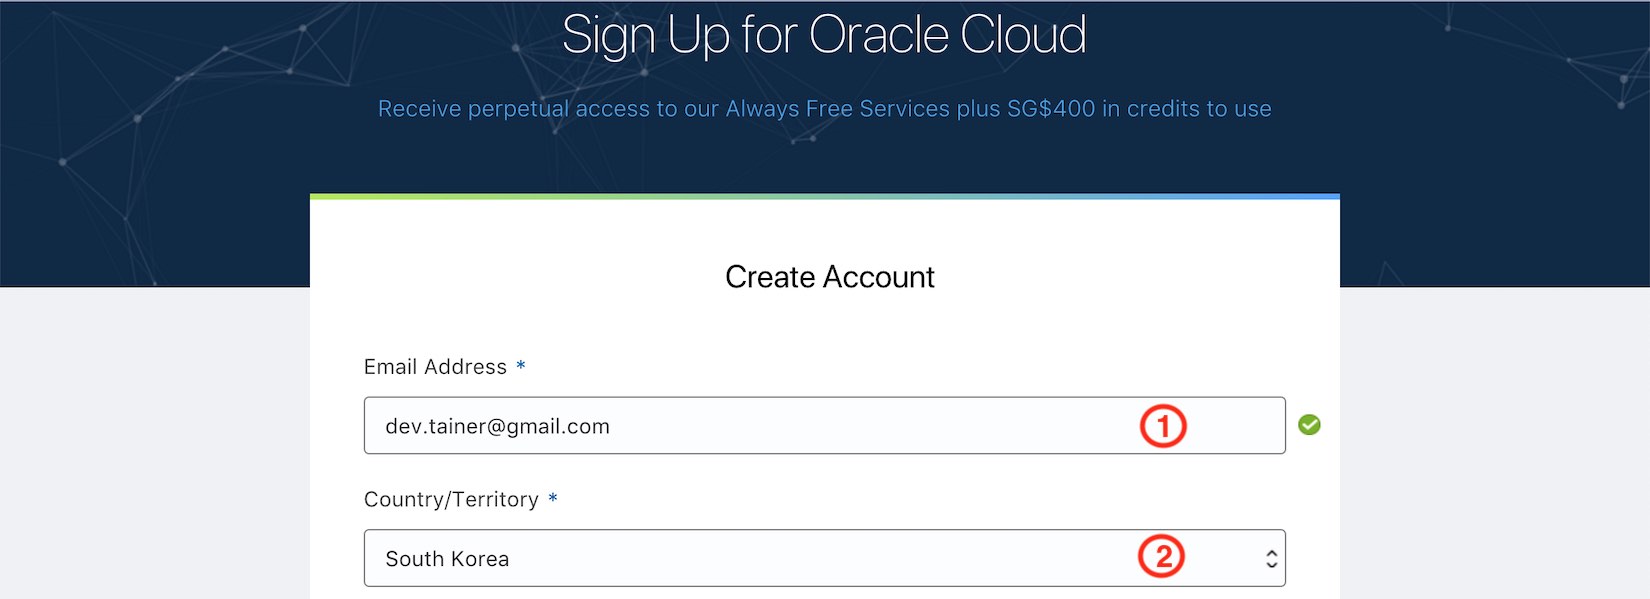 Sign Up for Oracle Cloud
Receive perpetual access to our Always Free Services plus SG$400 in credits to use
Create Account
Email Address *
dev.tainer@gmail.com
1
Country/Territory *
South Korea
2